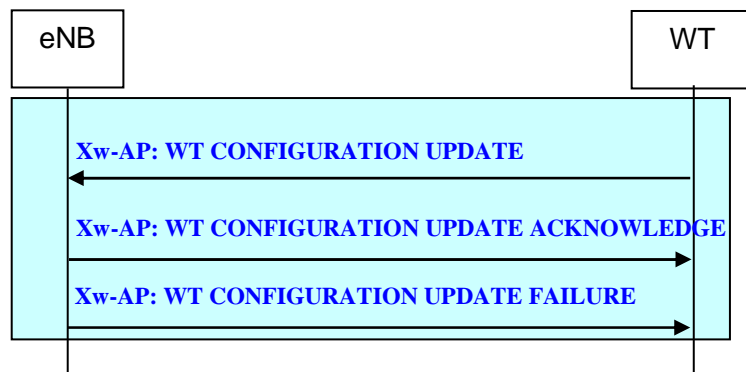 eNB
WT
Xw-AP: WT CONFIGURATION UPDATE
Xw-AP: WT CONFIGURATION UPDATE ACKNOWLEDGE
Xw-AP: WT CONFIGURATION UPDATE FAILURE